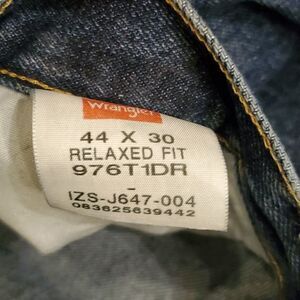 Wrangler
44 X 30
RELAXED FIT
976T1DR
-
IZS-J647-004
083625639442